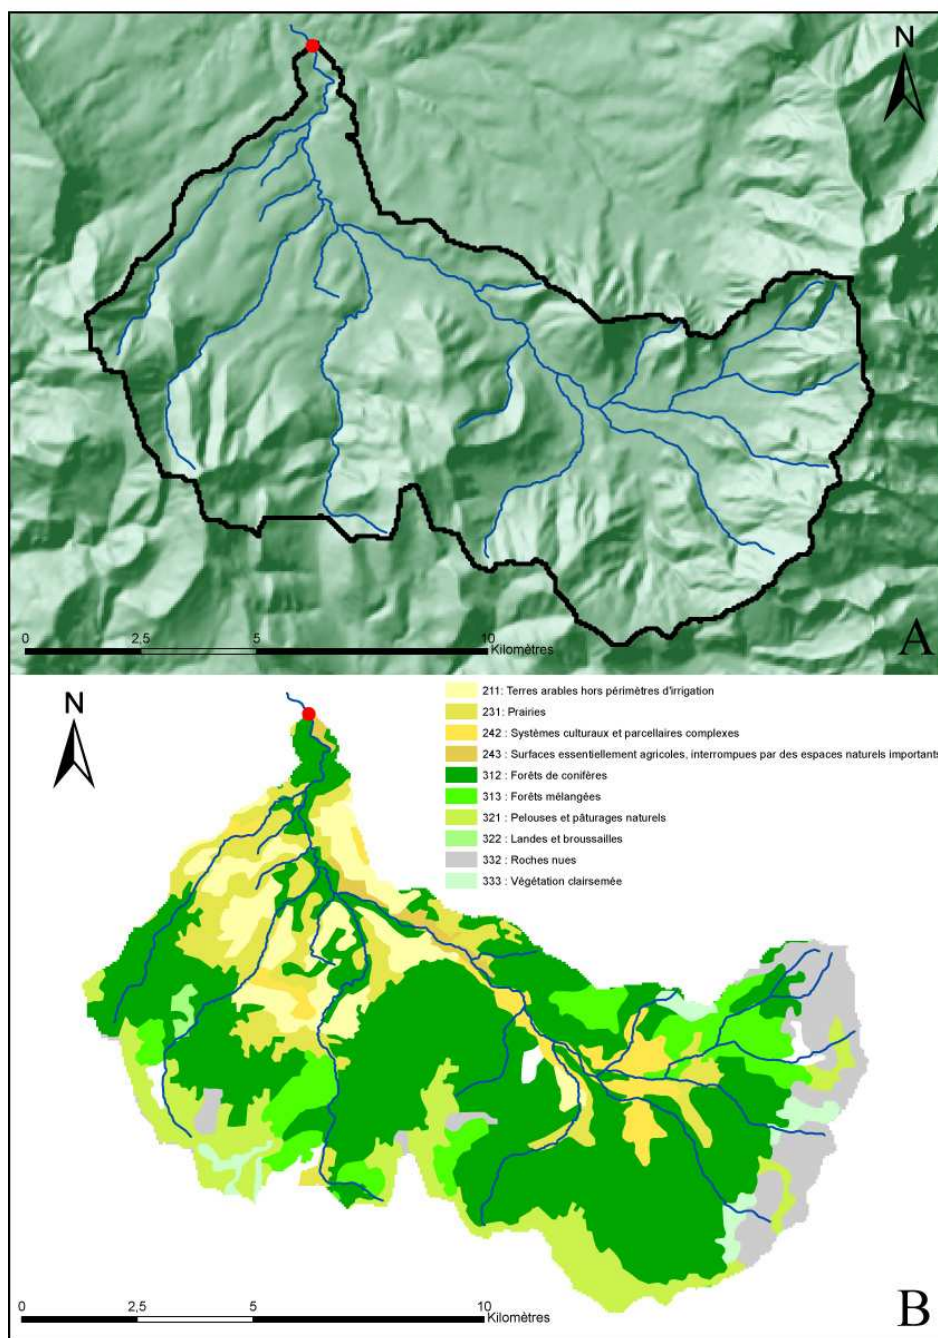 N
0
2,5
5
10
Kilomètres
A
N
211: Terres arables hors périmètres d'irrigation
231: Prairies
242 : Systèmes culturaux et parcellaires complexes
243 : Surfaces essentiellement agricoles, interrompues par des espaces naturels importants
312 : Forêts de conifères
313 : Forêts mélangées
321 : Pelouses et pâturages naturels
322 : Landes et broussailles
332 : Roches nues
333 : Végétation clairsemée
0
2,5
5
10
Kilomètres
B